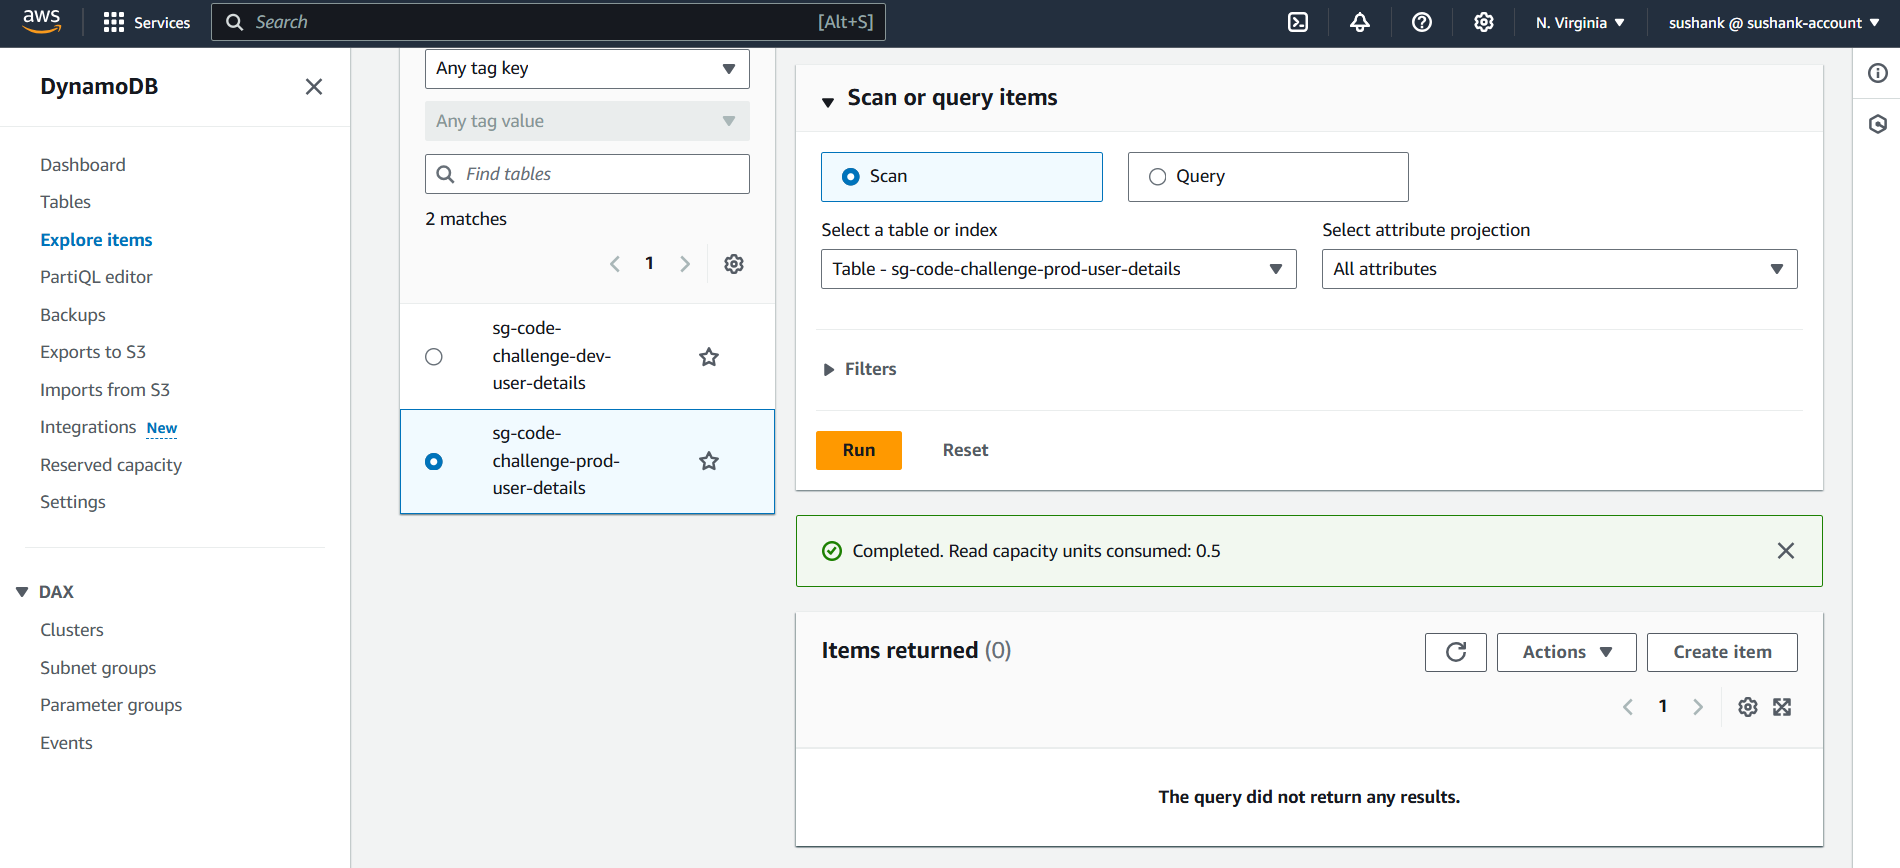 aws
Services
Search
[Alt+S]
N. Virginia
sushank @ sushank-account
DynamoDB
Dashboard
Tables
Explore items
PartiQL editor
Backups
Exports to S3
Imports from S3
Integrations New
Reserved capacity
Settings
DAX
Clusters
Subnet groups
Parameter groups
Events
Any tag key
Any tag value
Find tables
2 matches
1
sg-code-
challenge-dev-
user-details
sg-code-
challenge-prod-
user-details
Scan or query items
Scan
Query
Select a table or index
Select attribute projection
Table - sg-code-challenge-prod-user-details
All attributes
Filters
Run
Reset
Completed. Read capacity units consumed: 0.5
Items returned (0)
Actions
Create item
1
The query did not return any results.